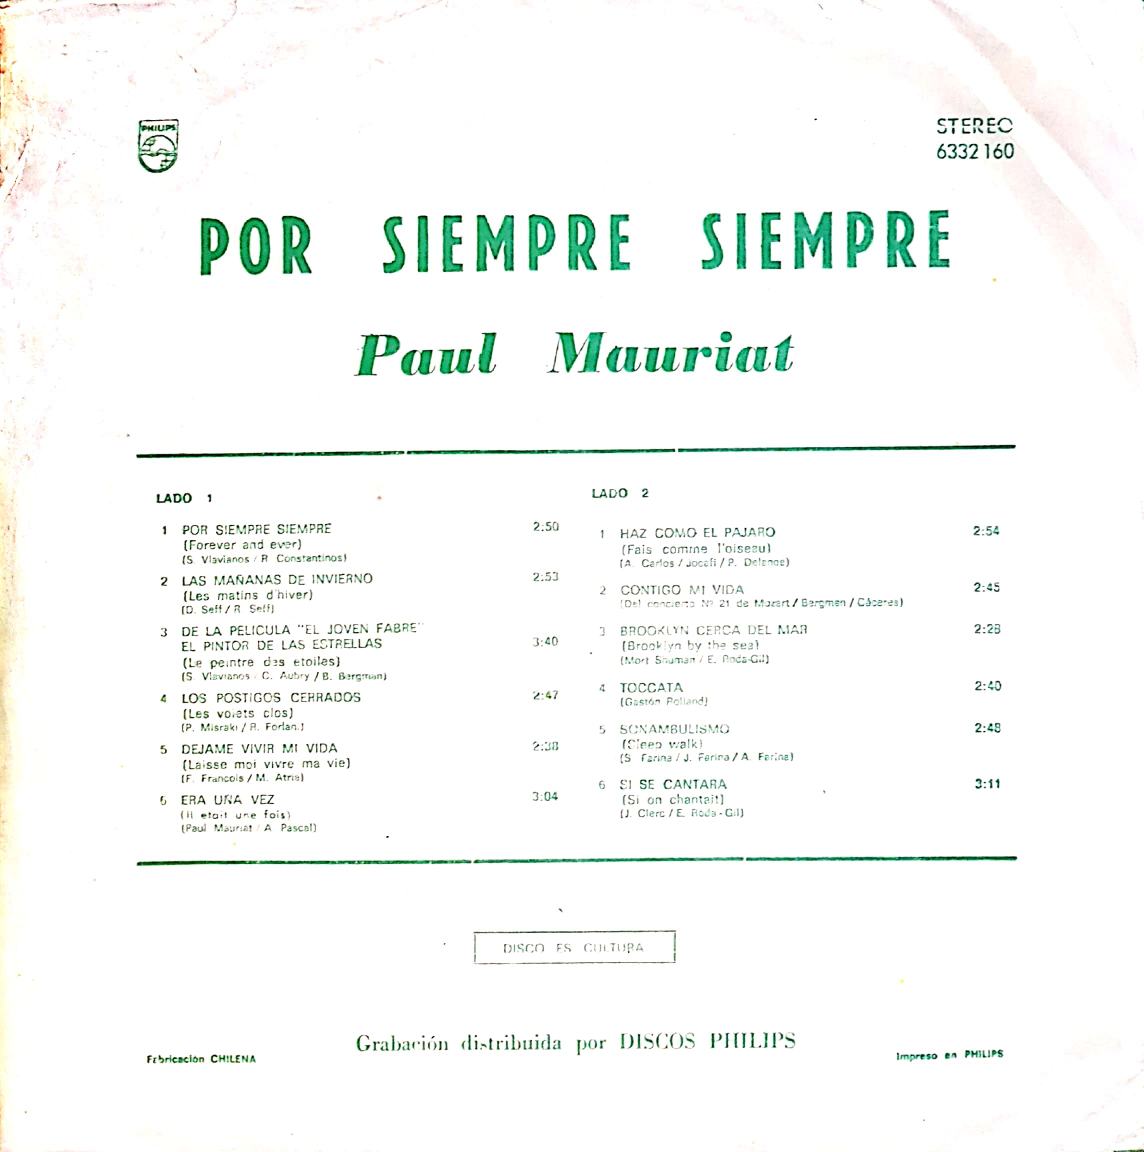 PHILIPS
STEREO
6332 160
POR SIEMPRE SIEMPRE
Paul Mauriat
LADO 1
1 POR SIEMPRE SIEMPRE 2:50
(Forever and ever)
(S. Vlavianos / R. Constantinos)
2 LAS MAÑANAS DE INVIERNO 2:53
(Les matins d'hiver)
(D. Seff / R. Seff)
3 DE LA PELICULA "EL JOVEN FABRE"
EL PINTOR DE LAS ESTRELLAS 3:40
(Le peintre des etoiles)
(S. Vlavianos / C. Aubry / B. Bergman)
4 LOS POSTIGOS CERRADOS 2:47
(Les volets clos)
(P. Misraki / R. Forlan.)
5 DEJAME VIVIR MI VIDA 2:38
(Laisse moi vivre ma vie)
(F. Francois / M. Atria)
6 ERA UÑA VEZ 3:04
(Il etait une fois)
(Paul Mauriat / A. Pascal)
LADO 2
1 HAZ COMO EL PAJARO 2:54
(Fais comme l'oiseau)
(A. Carlos / Jocafi / P. Delanoe)
2 CONTIGO MI VIDA 2:45
(Del concierto Nº 21 de Mozart / Bergman / Cáceres)
3 BROOKLYN CERCA DEL MAR 2:28
(Brooklyn by the sea)
(Mort Shuman / E. Roda-Gil)
4 TOCCATA 2:40
(Gastón Rolland)
5 SONAMBULISMO 2:48
(Sleep walk)
(S. Farina / J. Farina / A. Farina)
6 SI SE CANTARA 3:11
(Si on chantait)
(J. Clerc / E. Roda-Gil)
DISCO ES CULTURA
Grabación distribuida por DISCOS PHILIPS
Fabricación CHILENA
Impreso en PHILIPS